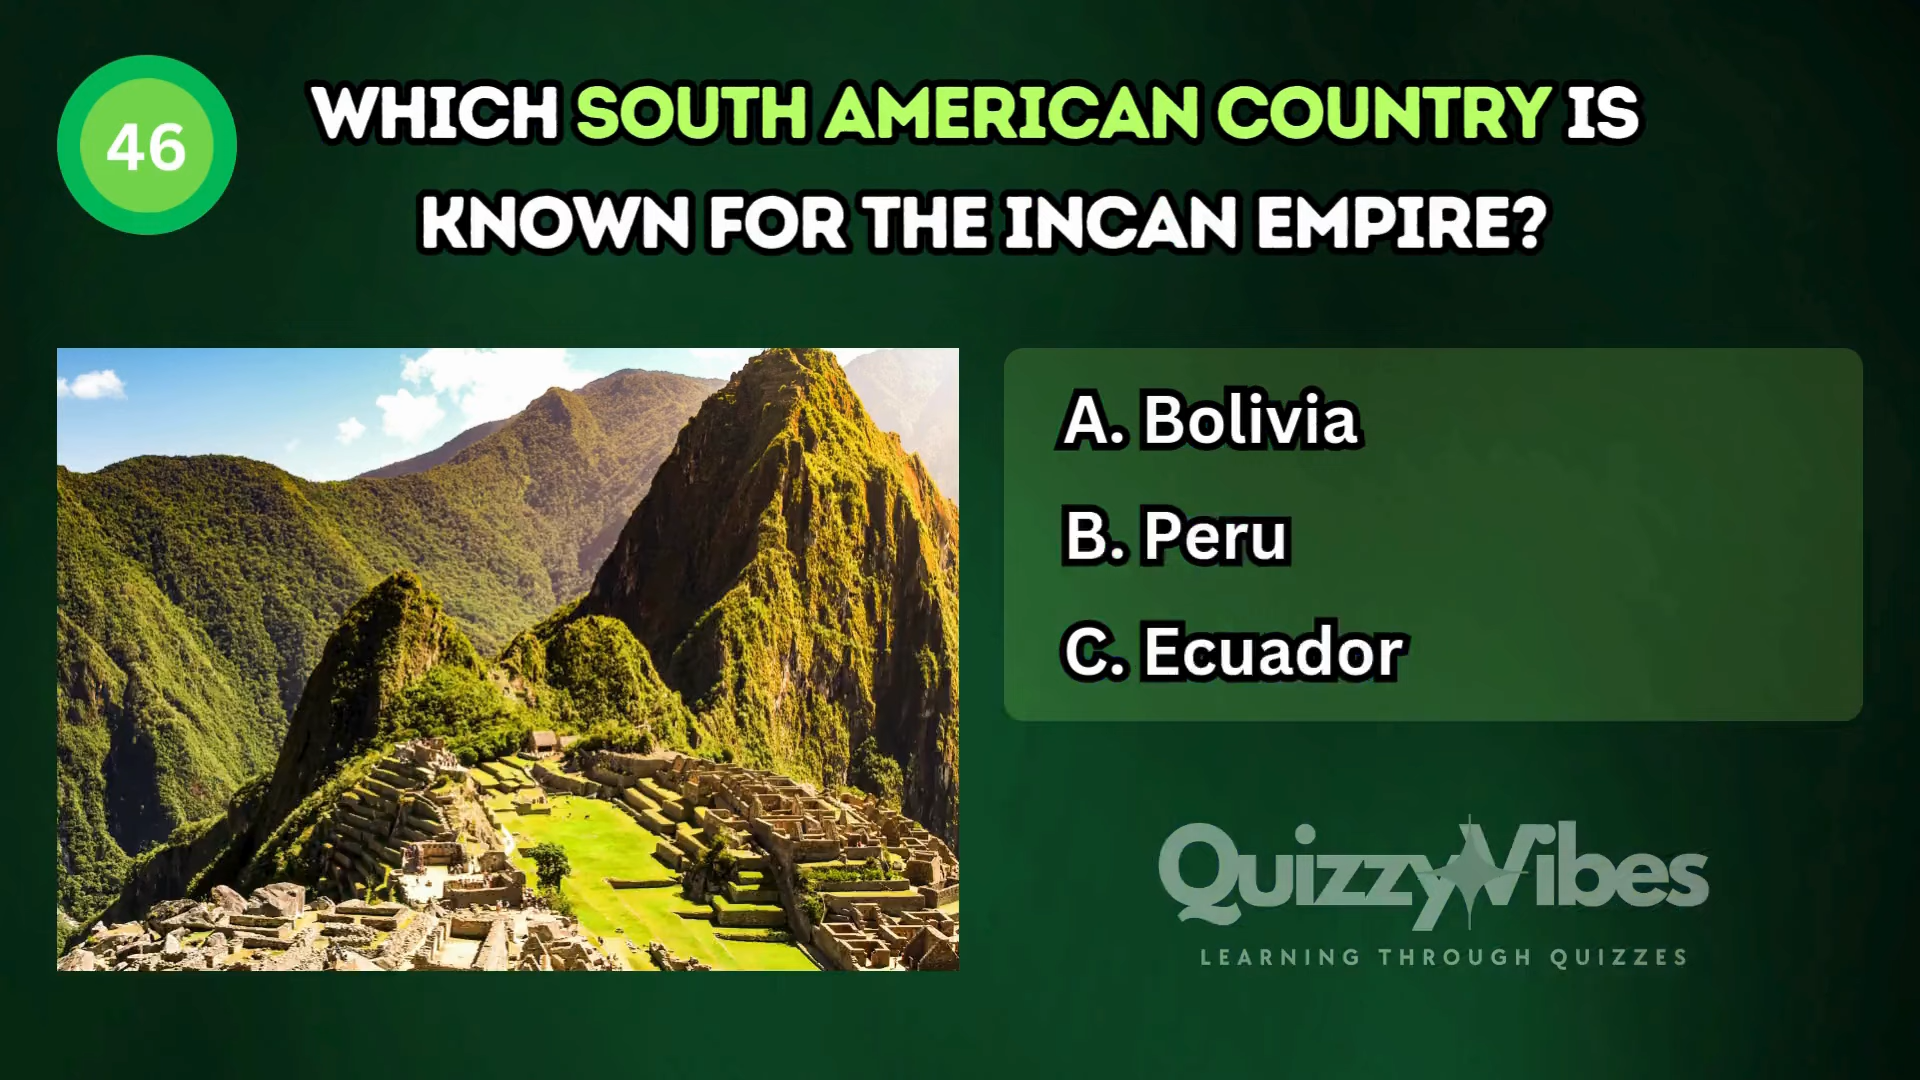 46
WHICH SOUTH AMERICAN COUNTRY IS
KNOWN FOR THE INCAN EMPIRE?
A. Bolivia
B. Peru
C. Ecuador
QuizzyVibes
LEARNING THROUGH QUIZZES